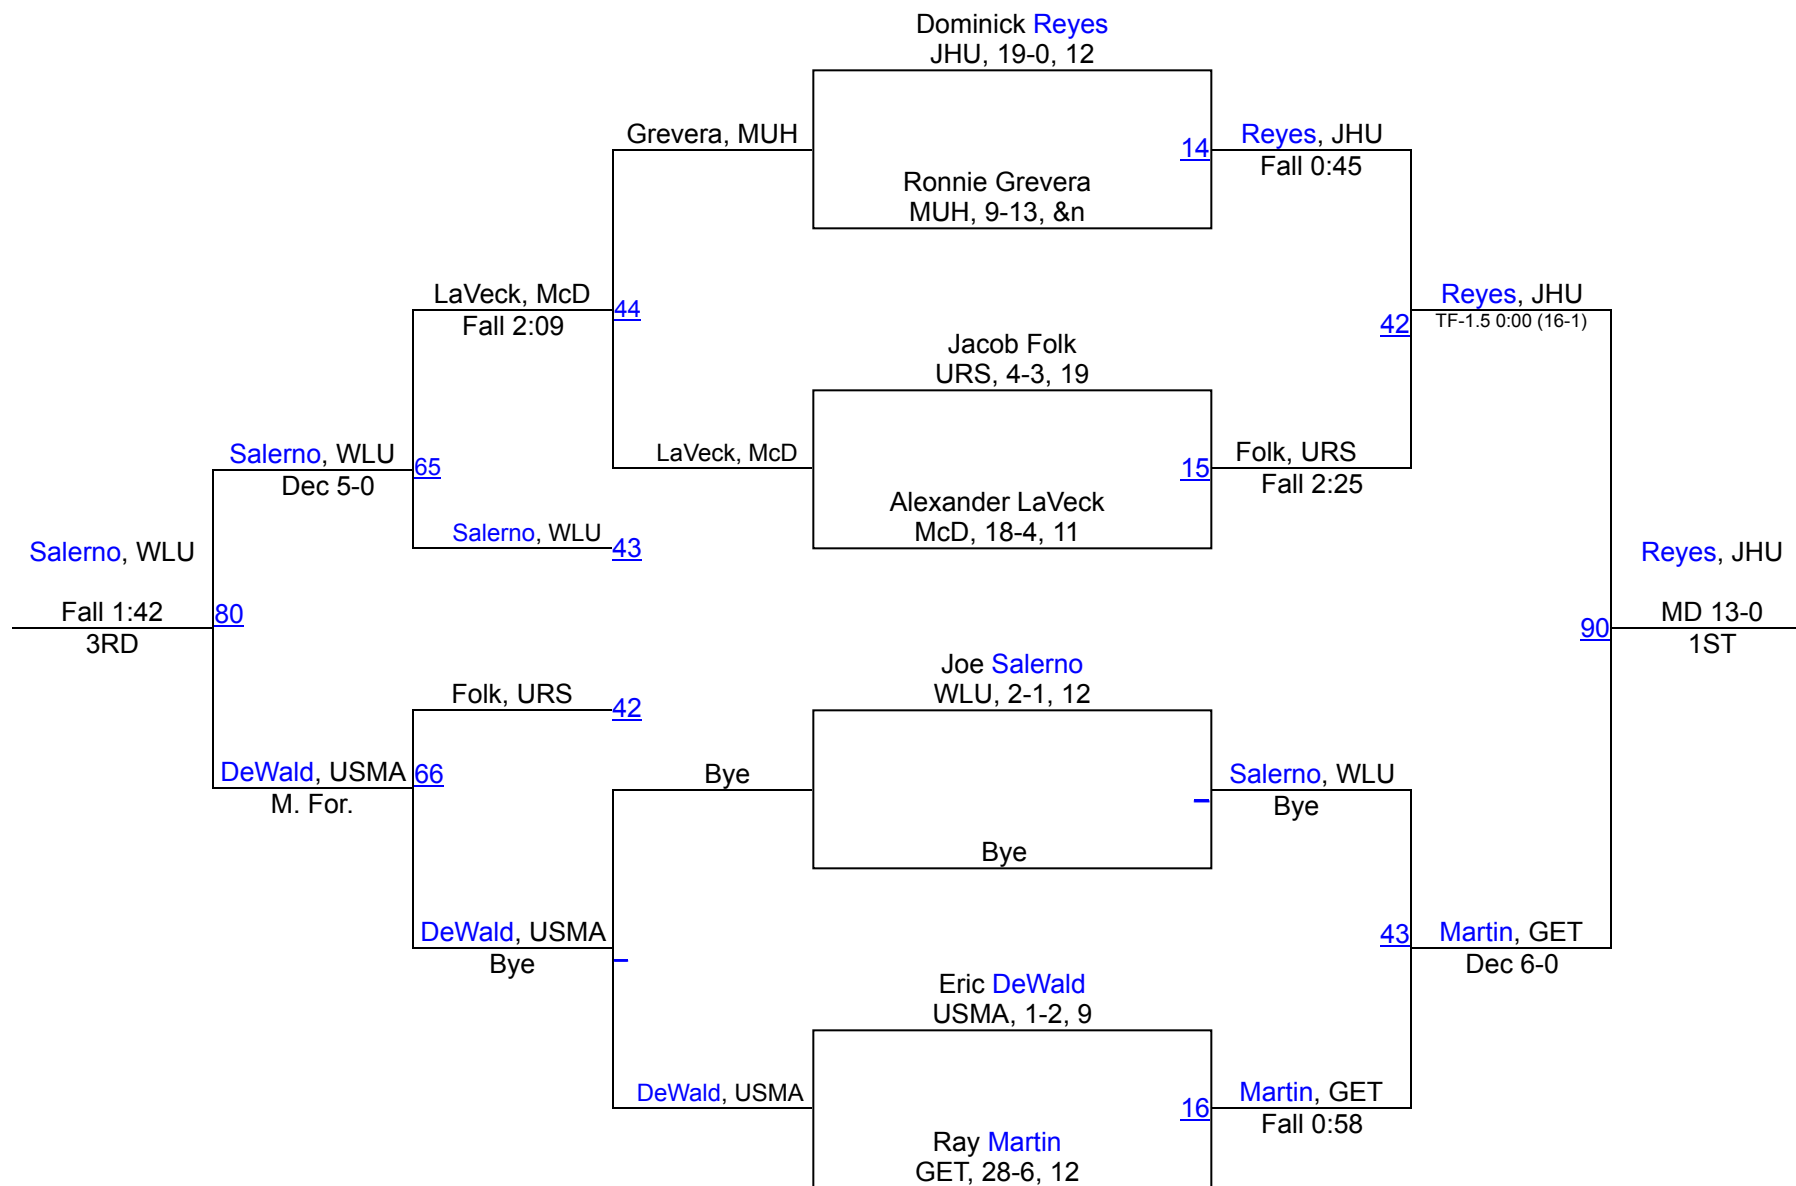 Dominick Reyes
JHU, 19-0, 12
Grevera, MUH
14
Reyes, JHU
Fall 0:45
Ronnie Grevera
MUH, 9-13, &n
LaVeck, McD
Fall 2:09
44
42
Reyes, JHU
TF-1.5 0:00 (16-1)
Jacob Folk
URS, 4-3, 19
Salerno, WLU
Dec 5-0
65
LaVeck, McD
15
Folk, URS
Fall 2:25
Alexander LaVeck
McD, 18-4, 11
Salerno, WLU
43
Salerno, WLU
Fall 1:42
3RD
80
Reyes, JHU
90
MD 13-0
1ST
Joe Salerno
WLU, 2-1, 12
Folk, URS
42
DeWald, USMA
M. For.
66
Bye
Salerno, WLU
Bye
Bye
DeWald, USMA
Bye
43
Martin, GET
Dec 6-0
Eric DeWald
USMA, 1-2, 9
DeWald, USMA
16
Martin, GET
Fall 0:58
Ray Martin
GET, 28-6, 12